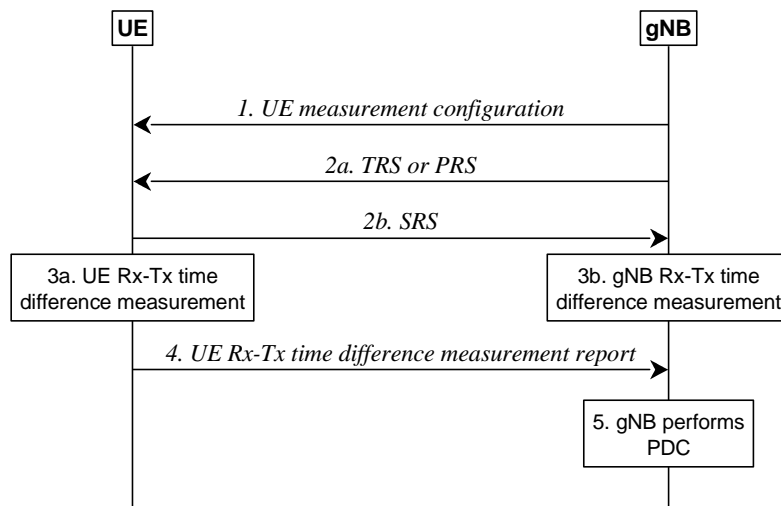 UE
gNB
1. UE measurement configuration
2a. TRS or PRS
2b. SRS
3a. UE Rx-Tx time
difference measurement
3b. gNB Rx-Tx time
difference measurement
4. UE Rx-Tx time difference measurement report
5. gNB performs
PDC